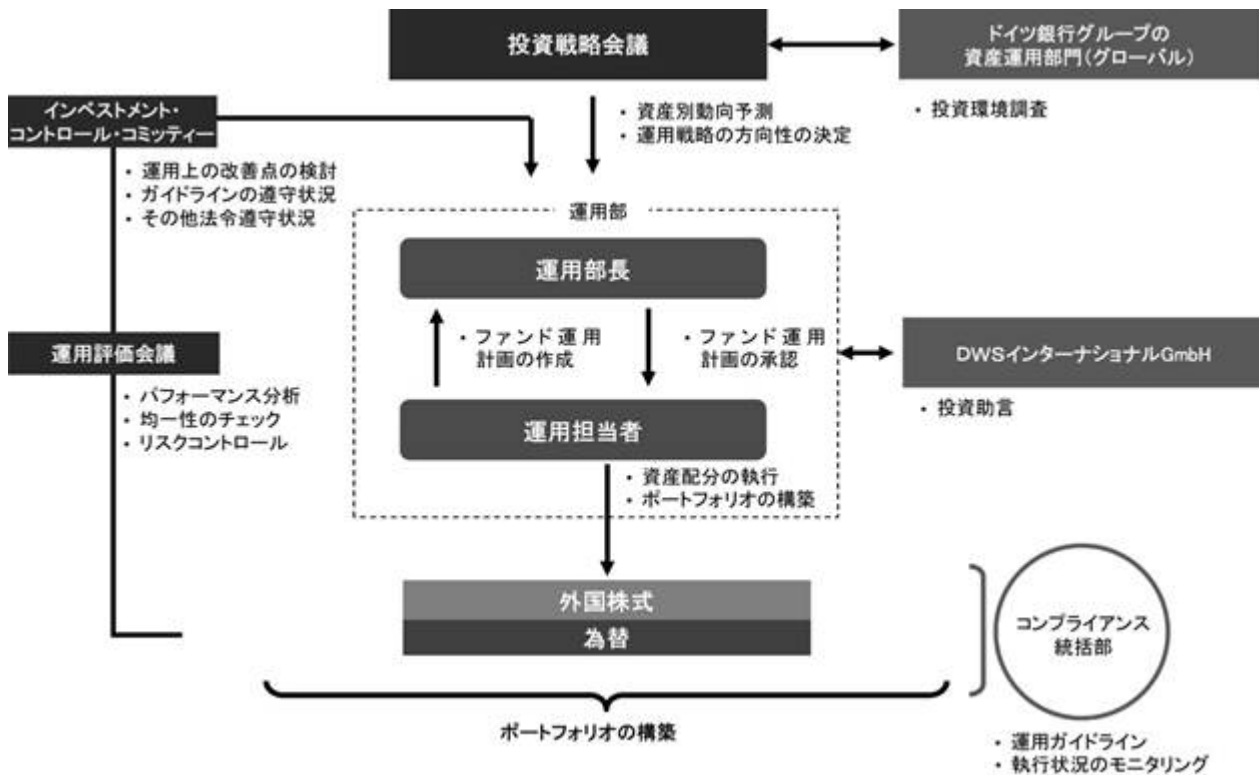 投資戦略会議
ドイツ銀行グループの
資産運用部門(グローバル)
・ 投資環境調査
・ 資産別動向予測
・ 運用戦略の方向性の決定
インベストメント・
コントロール・コミッティー
・ 運用上の改善点の検討
・ ガイドラインの遵守状況
・ その他法令遵守状況
運用部
運用部長
・ ファンド運用
計画の作成
・ ファンド運用
計画の承認
運用担当者
・ 資産配分の執行
・ ポートフォリオの構築
運用評価会議
・ パフォーマンス分析
・ 均一性のチェック
・ リスクコントロール
DWSインターナショナルGmbH
・ 投資助言
外国株式
為替
ポートフォリオの構築
コンプライアンス
統括部
・ 運用ガイドライン
・ 執行状況のモニタリング